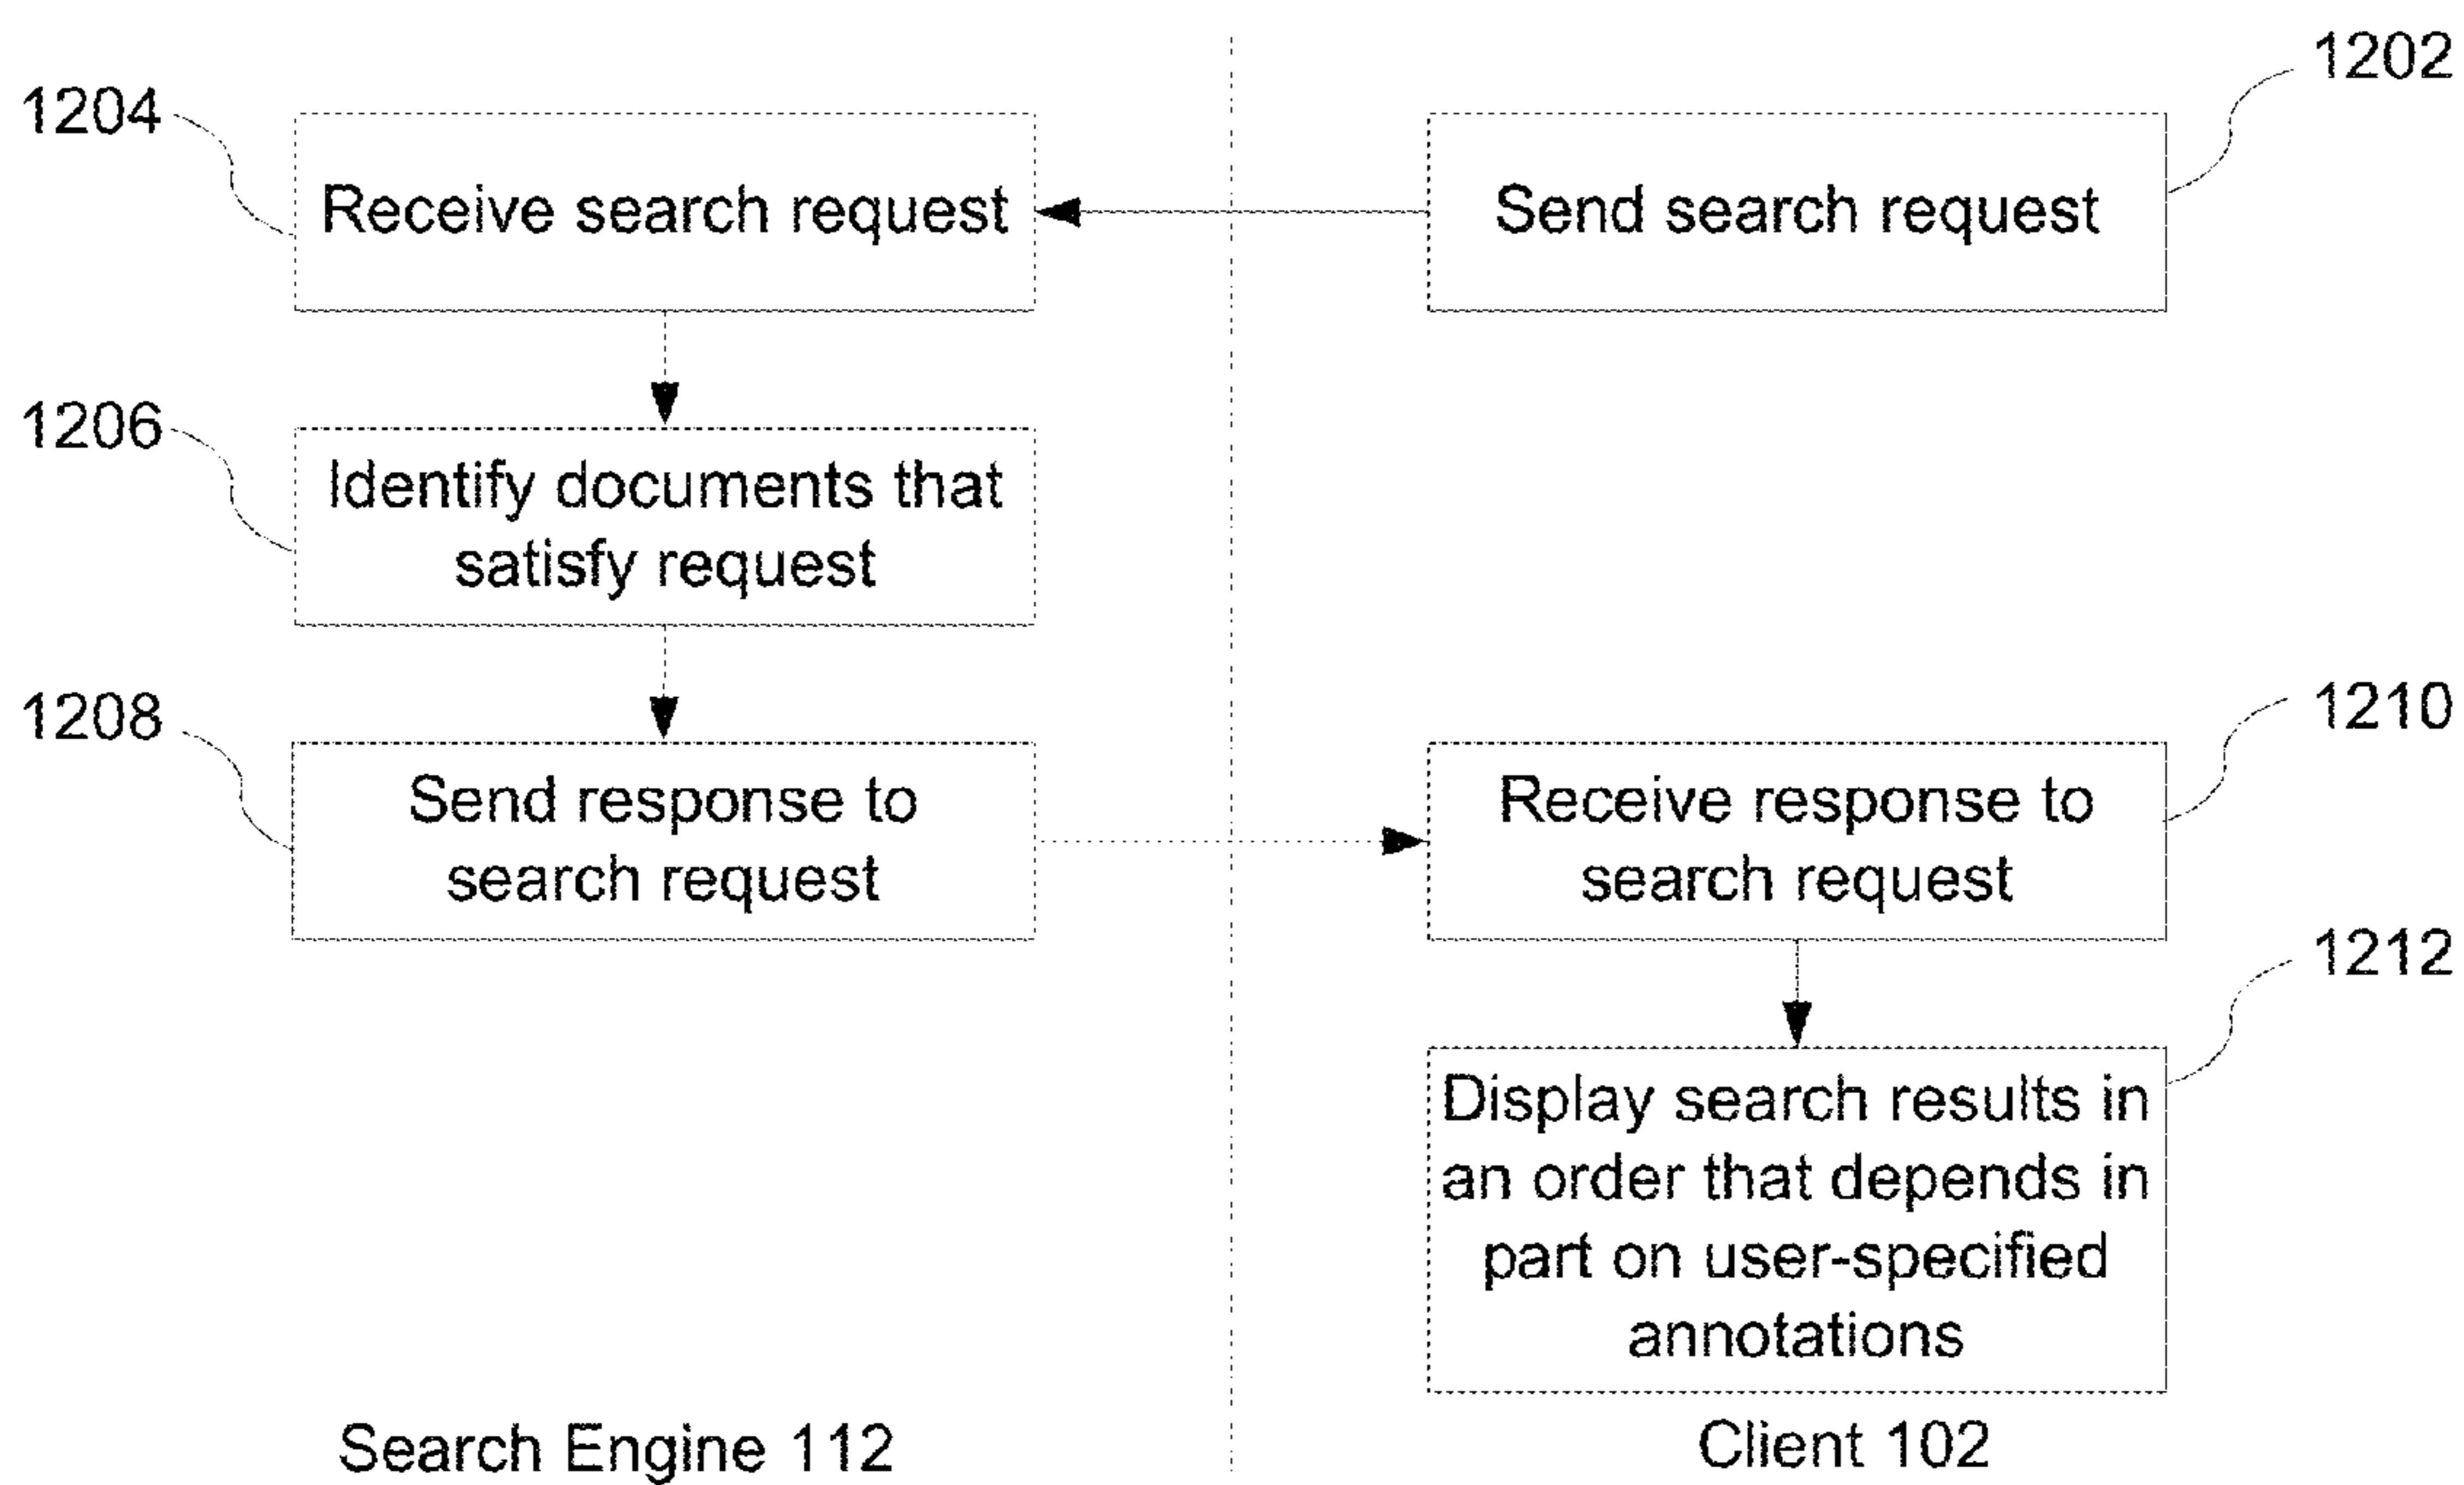 1202
1204
Receive search request
Send search request
1206
Identify documents that
satisfy request
1208
Send response to
search request
1210
Receive response to
search request
1212
Display search results in
an order that depends in
part on user-specified
annotations
Search Engine 112
Client 102